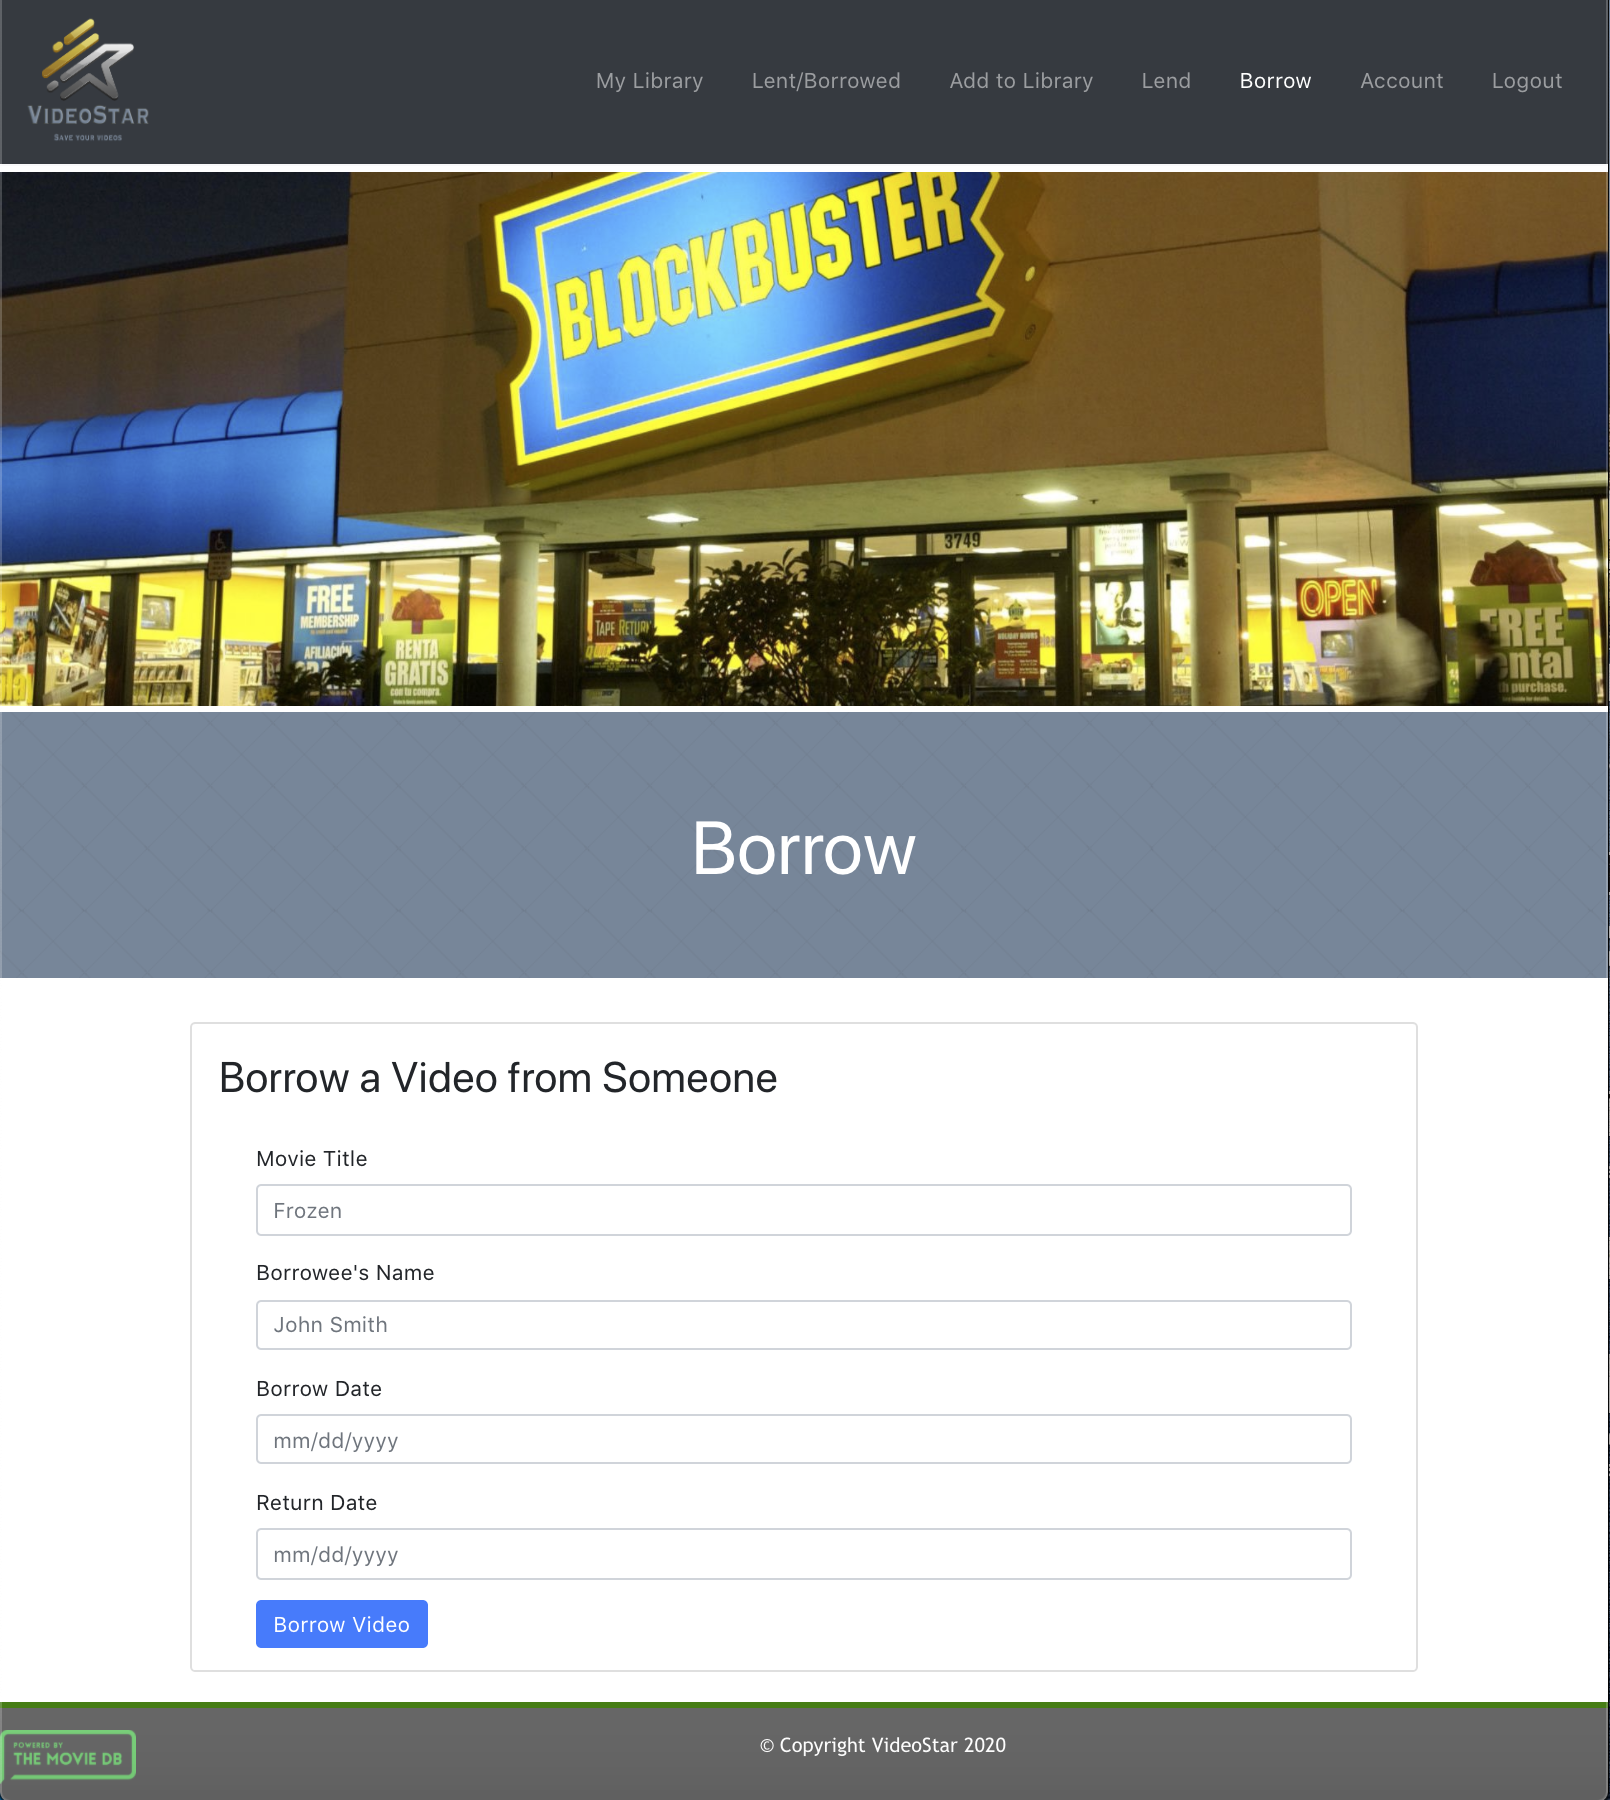 VIDEOSTAR
SAVE YOUR VIDEOS
My Library Lent/Borrowed Add to Library Lend Borrow Account Logout
BLOCKBUSTER
3749
OPEN
FREE
MEMBERSHIP
AFILIACIÓN
RENTA
GRATIS
con tu compra.
TAPE RETURN
HOLIDAY HOURS
FREE
rental
purchase.
Borrow
Borrow a Video from Someone
Movie Title
Frozen
Borrowee's Name
John Smith
Borrow Date
mm/dd/yyyy
Return Date
mm/dd/yyyy
Borrow Video
POWERED BY
THE MOVIE DB
© Copyright VideoStar 2020